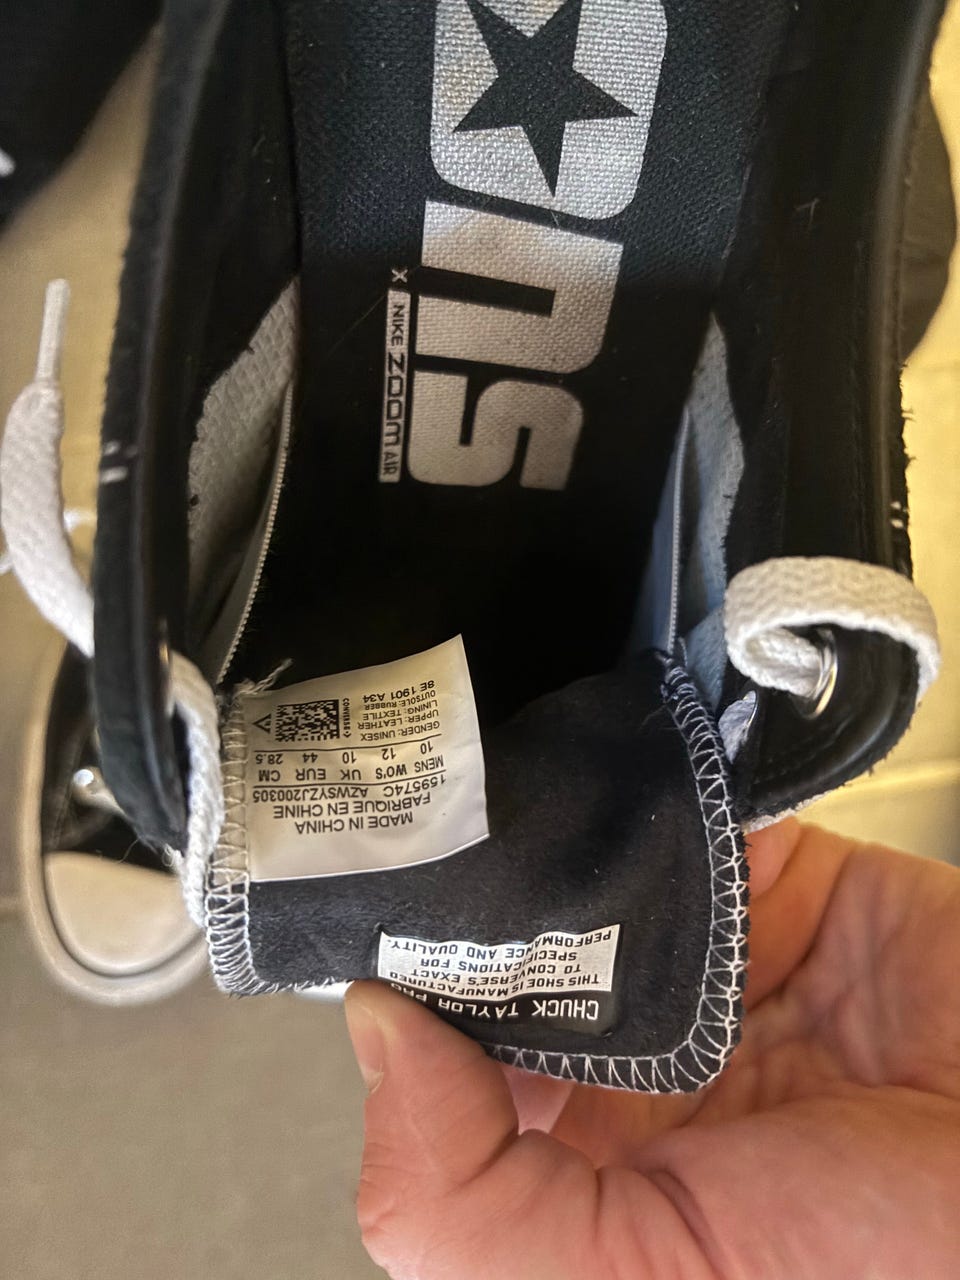 CONS
X NIKE ZOOM AIR
MADE IN CHINA
FABRIQUE EN CHINE
159574C AZWSYZJ200305
MENS WO'S UK EUR CM
10 12 10 44 28.5
GENDER: UNISEX
UPPER: LEATHER
LINING: TEXTILE
OUTSOLE: RUBBER
8E 1901 A34
CONVERSE
CHUCK TAYLOR PRO
THIS SHOE IS MANUFACTURED
TO CONVERSE'S EXACT
SPECIFICATIONS FOR
PERFORMANCE AND QUALITY.